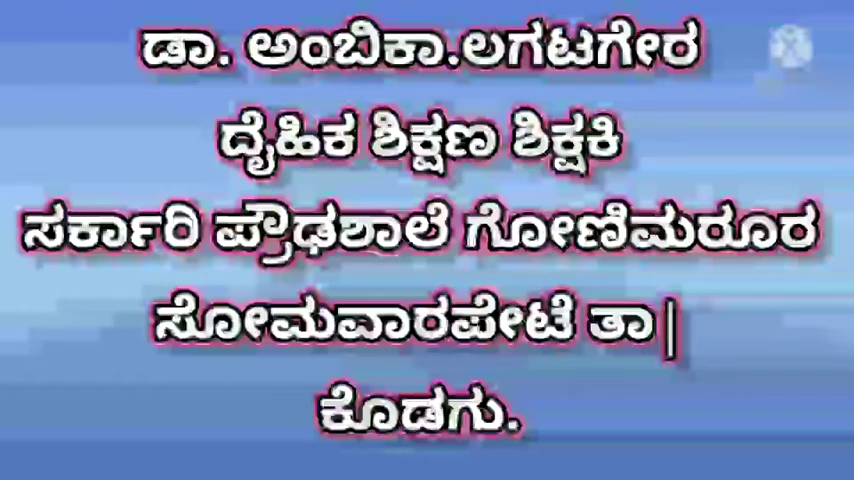 ಡಾ. ಅಂಬಿಕಾ.ಲಗಟಗೇರ
ದೈಹಿಕ ಶಿಕ್ಷಣ ಶಿಕ್ಷಕಿ
ಸರ್ಕಾರಿ ಪ್ರೌಢಶಾಲೆ ಗೋಣಿಮರೂರ
ಸೋಮವಾರಪೇಟೆ ತಾ|
ಕೊಡಗು.